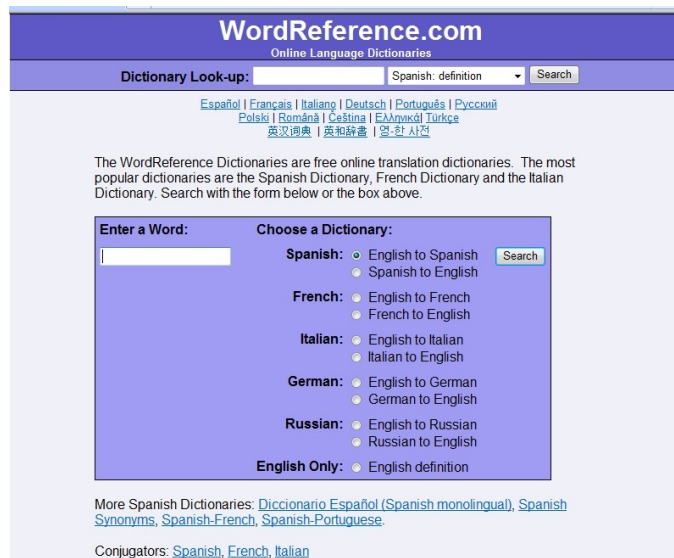 WordReference.com
Online Language Dictionaries
Dictionary Look-up: Spanish: definition Search
Español | Français | Italiano | Deutsch | Português | Русский
Polski | Română | Čeština | Ελληνικά| Türkçe
英汉词典 | 英和辞書 | 영-한 사전
The WordReference Dictionaries are free online translation dictionaries. The most
popular dictionaries are the Spanish Dictionary, French Dictionary and the Italian
Dictionary. Search with the form below or the box above.
Enter a Word: Choose a Dictionary:
Spanish: English to Spanish Search
Spanish to English
French: English to French
French to English
Italian: English to Italian
Italian to English
German: English to German
German to English
Russian: English to Russian
Russian to English
English Only: English definition
More Spanish Dictionaries: Diccionario Español (Spanish monolingual), Spanish
Synonyms, Spanish-French, Spanish-Portuguese.
Conjugators: Spanish, French, Italian